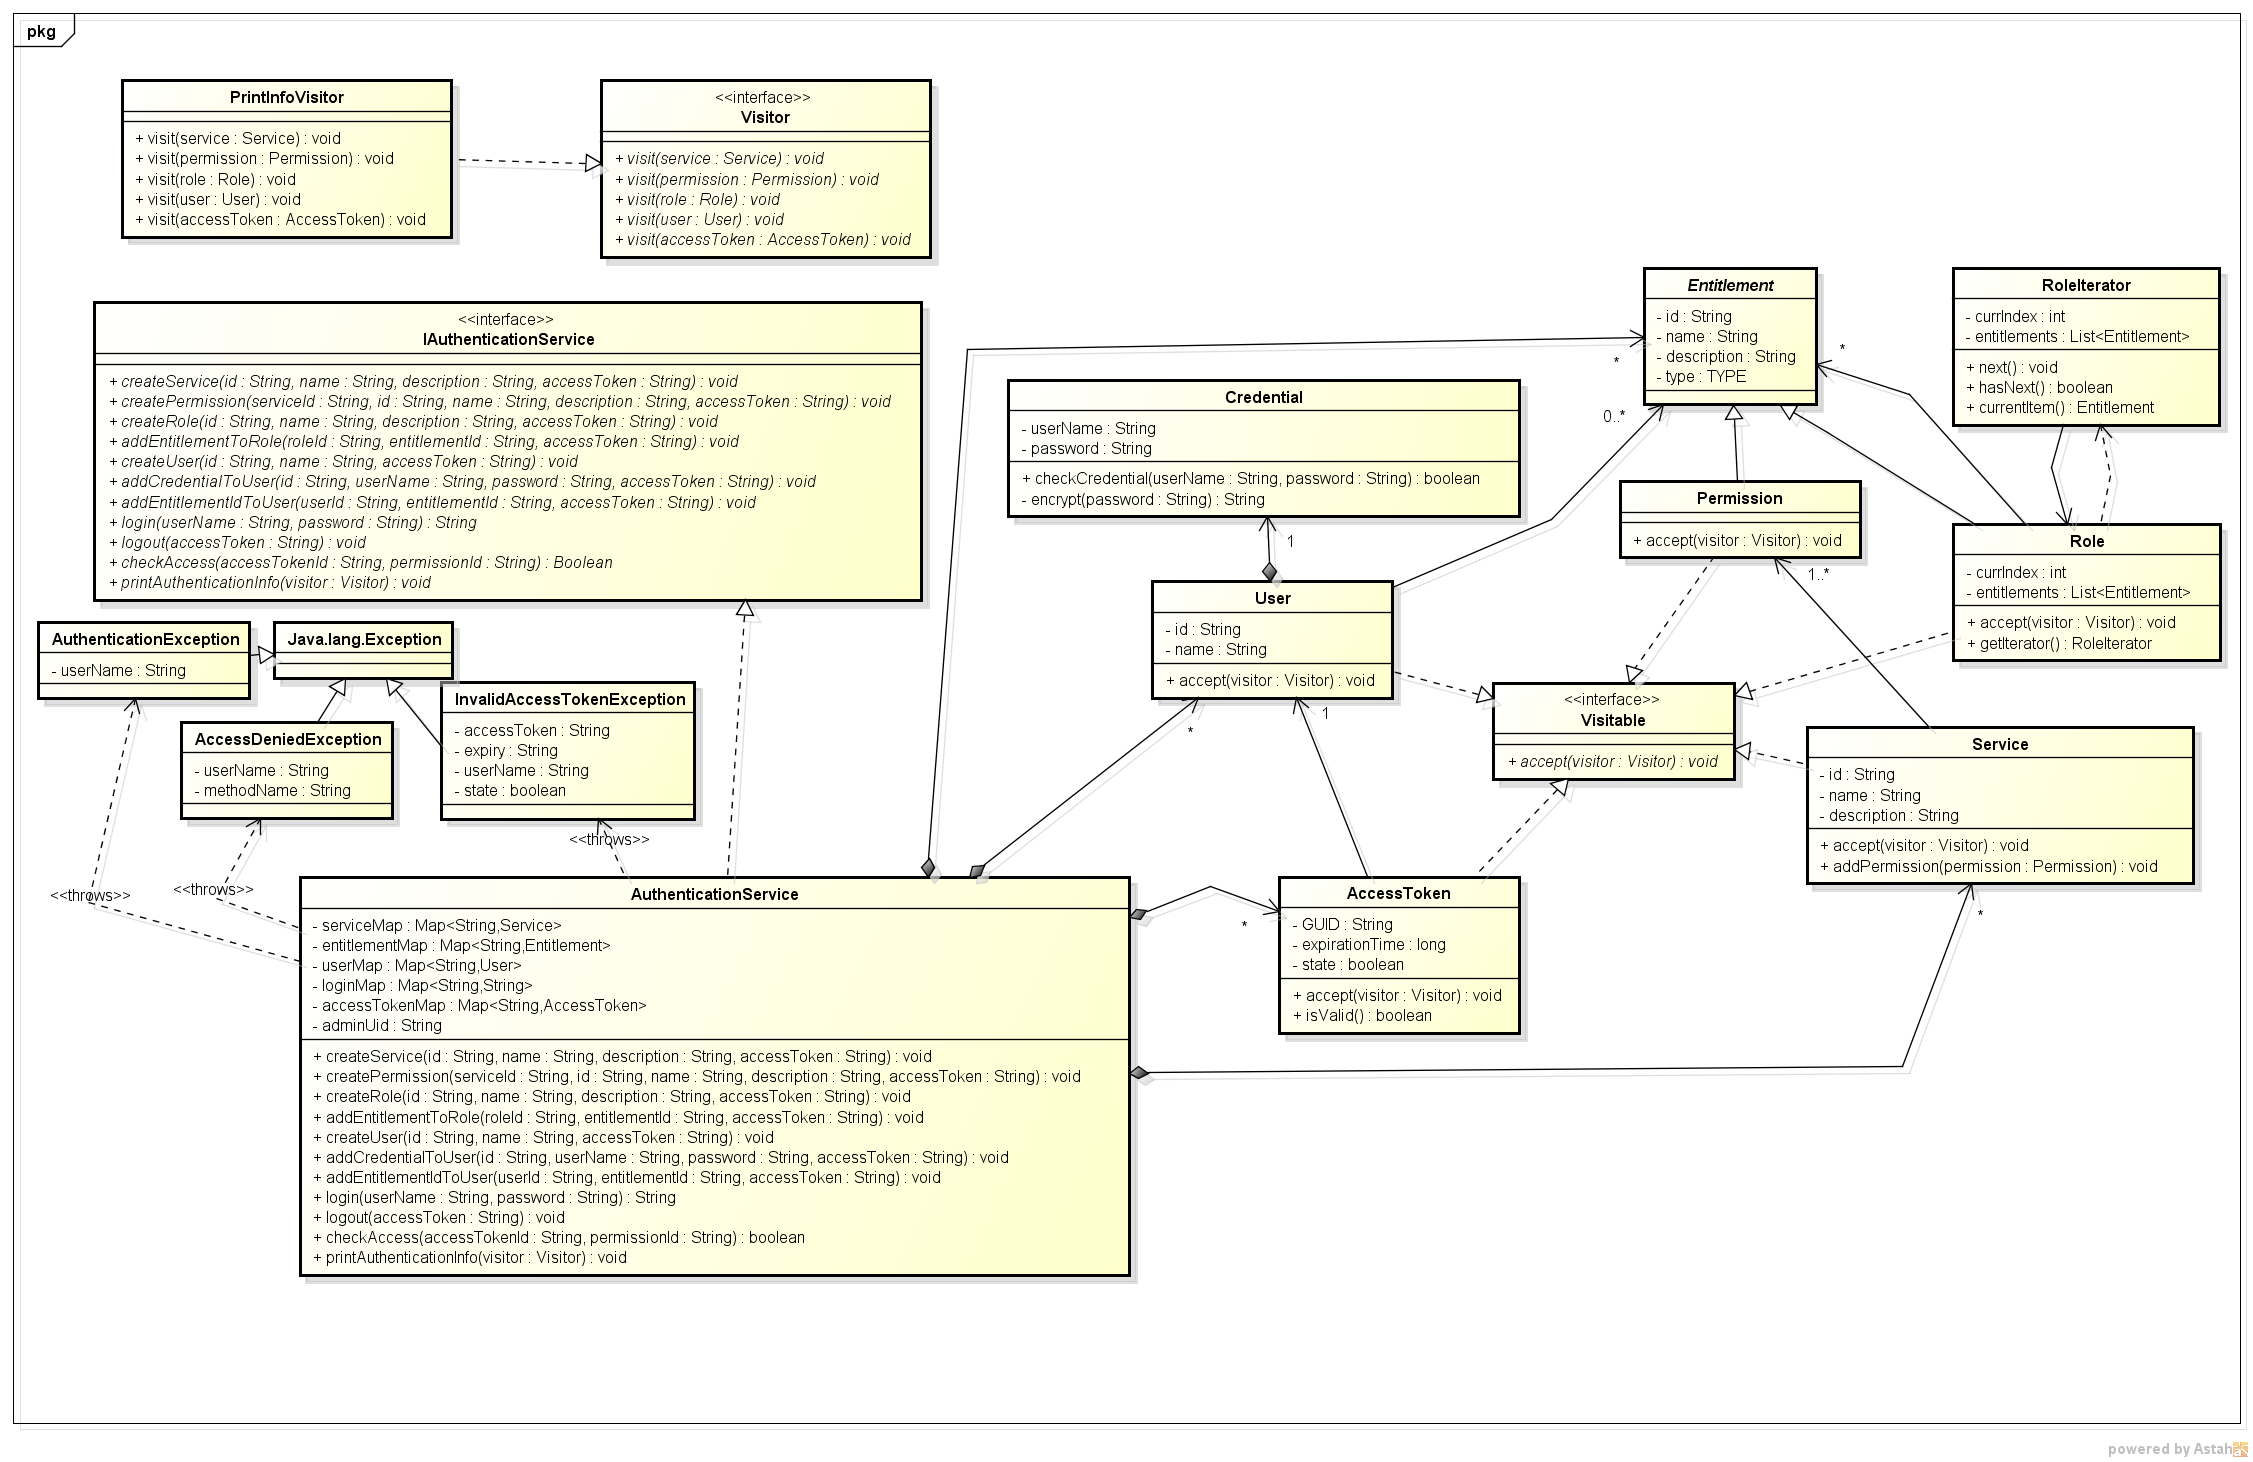 pkg
PrintInfoVisitor
+ visit(service : Service) : void
+ visit(permission : Permission) : void
+ visit(role : Role) : void
+ visit(user : User) : void
+ visit(accessToken : AccessToken) : void
<<interface>>
Visitor
+ visit(service : Service) : void
+ visit(permission : Permission) : void
+ visit(role : Role) : void
+ visit(user : User) : void
+ visit(accessToken : AccessToken) : void
<<interface>>
IAuthenticationService
+ createService(id : String, name : String, description : String, accessToken : String) : void
+ createPermission(serviceId : String, id : String, name : String, description : String, accessToken : String) : void
+ createRole(id : String, name : String, description : String, accessToken : String) : void
+ addEntitlementToRole(roleId : String, entitlementId : String, accessToken : String) : void
+ createUser(id : String, name : String, accessToken : String) : void
+ addCredentialToUser(id : String, userName : String, password : String, accessToken : String) : void
+ addEntitlementIdToUser(userId : String, entitlementId : String, accessToken : String) : void
+ login(userName : String, password : String) : String
+ logout(accessToken : String) : void
+ checkAccess(accessTokenId : String, permissionId : String) : Boolean
+ printAuthenticationInfo(visitor : Visitor) : void
Entitlement
- id : String
- name : String
- description : String
- type : TYPE
*
*
0..*
RoleIterator
- currIndex : int
- entitlements : List<Entitlement>
+ next() : void
+ hasNext() : boolean
+ currentItem() : Entitlement
Credential
- userName : String
- password : String
+ checkCredential(userName : String, password : String) : boolean
- encrypt(password : String) : String
1
Permission
+ accept(visitor : Visitor) : void
1..*
Role
- currIndex : int
- entitlements : List<Entitlement>
+ accept(visitor : Visitor) : void
+ getIterator() : RoleIterator
User
- id : String
- name : String
+ accept(visitor : Visitor) : void
*
1
AuthenticationException
- userName : String
Java.lang.Exception
AccessDeniedException
- userName : String
- methodName : String
InvalidAccessTokenException
- accessToken : String
- expiry : String
- userName : String
- state : boolean
<<interface>>
Visitable
+ accept(visitor : Visitor) : void
Service
- id : String
- name : String
- description : String
+ accept(visitor : Visitor) : void
+ addPermission(permission : Permission) : void
*
<<throws>>
<<throws>>
<<throws>>
AuthenticationService
- serviceMap : Map<String,Service>
- entitlementMap : Map<String,Entitlement>
- userMap : Map<String,User>
- loginMap : Map<String,String>
- accessTokenMap : Map<String,AccessToken>
- adminUid : String
+ createService(id : String, name : String, description : String, accessToken : String) : void
+ createPermission(serviceId : String, id : String, name : String, description : String, accessToken : String) : void
+ createRole(id : String, name : String, description : String, accessToken : String) : void
+ addEntitlementToRole(roleId : String, entitlementId : String, accessToken : String) : void
+ createUser(id : String, name : String, accessToken : String) : void
+ addCredentialToUser(id : String, userName : String, password : String, accessToken : String) : void
+ addEntitlementIdToUser(userId : String, entitlementId : String, accessToken : String) : void
+ login(userName : String, password : String) : String
+ logout(accessToken : String) : void
+ checkAccess(accessTokenId : String, permissionId : String) : boolean
+ printAuthenticationInfo(visitor : Visitor) : void
*
AccessToken
- GUID : String
- expirationTime : long
- state : boolean
+ accept(visitor : Visitor) : void
+ isValid() : boolean
powered by Astah